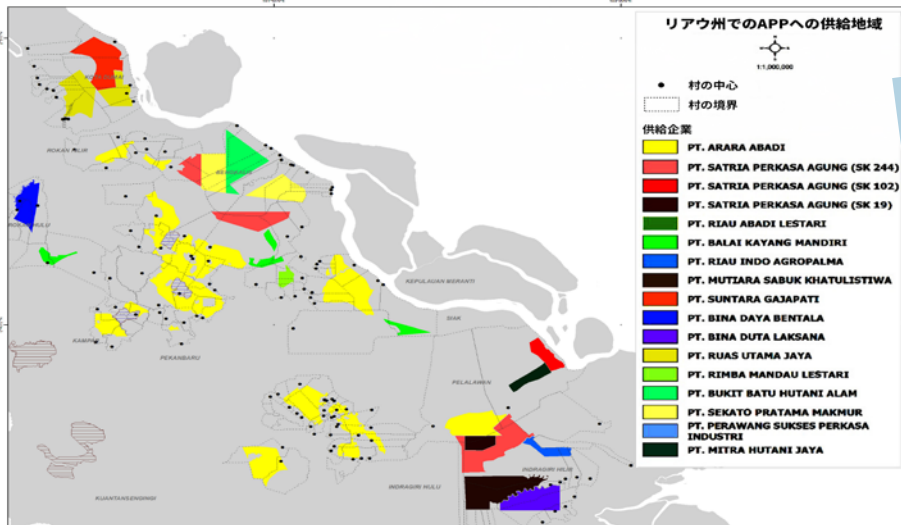 リアウ州でのAPPへの供給地域
1:1,000,000
村の中心
村の境界
供給企業
PT. ARARA ABADI
PT. SATRIA PERKASA AGUNG (SK 244)
PT. SATRIA PERKASA AGUNG (SK 102)
PT. SATRIA PERKASA AGUNG (SK 19)
PT. RIAU ABADI LESTARI
PT. BALAI KAYANG MANDIRI
PT. RIAU INDO AGROPALMA
PT. MUTIARA SABUK KHATULISTIWA
PT. SUNTARA GAJAPATI
PT. BINA DAYA BENTALA
PT. BINA DUTA LAKSANA
PT. RUAS UTAMA JAYA
PT. RIMBA MANDAU LESTARI
PT. BUKIT BATU HUTANI ALAM
PT. SEKATO PRATAMA MAKMUR
PT. PERAWANG SUKSES PERKASA
INDUSTRI
PT. MITRA HUTANI JAYA
ROKAN HILIR
BENGKALIS
KEPULAUAN MERANTI
SIAK
KAMPAR
PEKANBARU
PELALAWAN
INDRAGIRI HILIR
INDRAGIRI HULU
KUANTANSENGINGI